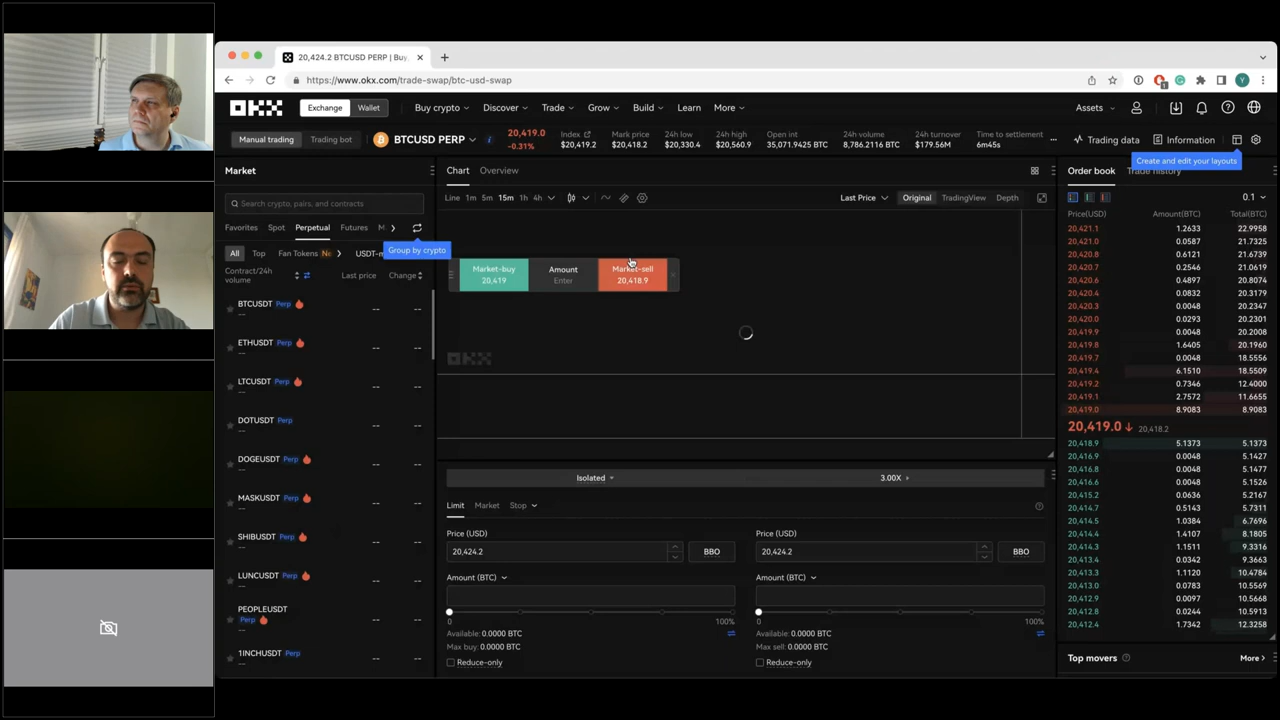 20,424.2 BTCUSD PERP | Buy,
https://www.okx.com/trade-swap/btc-usd-swap
OKX
Exchange
Wallet
Buy crypto
Discover
Trade
Grow
Build
Learn
More
Assets
Manual trading
Trading bot
BTCUSD PERP
20,419.0
-0.31%
Index
$20,419.2
Mark price
$20,418.2
24h low
$20,330.4
24h high
$20,560.9
Open int
35,071.9425 BTC
24h volume
8,786.2116 BTC
24h turnover
$179.56M
Time to settlement
6m45s
Trading data
Information
Create and edit your layouts
Market
Search crypto, pairs, and contracts
Favorites
Spot
Perpetual
Futures
M
Group by crypto
All
Top
Fan Tokens
USDT-
Contract/24h
volume
Last price
Change
BTCUSDT Perp
--
--
--
ETHUSDT Perp
--
--
--
LTCUSDT Perp
--
--
--
DOTUSDT Perp
--
--
--
DOGEUSDT Perp
--
--
--
MASKUSDT Perp
--
--
--
SHIBUSDT Perp
--
--
--
LUNCUSDT Perp
--
--
--
PEOPLEUSDT
Perp
--
--
--
1INCHUSDT Perp
--
--
--
Chart
Overview
Line 1m 5m 15m 1h 4h
Last Price
Original
TradingView
Depth
Market-buy
20,419
Amount
Enter
Market-sell
20,418.9
OKX
Isolated
3.00X
Limit
Market
Stop
Price (USD)
20,424.2
BBO
Amount (BTC)
0
100%
Available: 0.0000 BTC
Max buy: 0.0000 BTC
Reduce-only
Price (USD)
20,424.2
BBO
Amount (BTC)
0
100%
Available: 0.0000 BTC
Max sell: 0.0000 BTC
Reduce-only
Order book
Trade history
0.1
Price(USD) Amount(BTC) Total(BTC)
20,421.1 1.2633 22.9958
20,421.0 0.0587 21.7325
20,420.8 0.6121 21.6739
20,420.7 0.2546 21.0619
20,420.6 0.4973 20.8073
20,420.4 0.0832 20.3179
20,420.3 0.0048 20.2347
20,420.0 0.0293 20.2301
20,419.9 0.0048 20.2008
20,419.8 1.6405 20.1960
20,419.7 0.0048 18.5556
20,419.4 6.1510 18.5509
20,419.2 0.7346 12.4000
20,419.1 2.7572 11.6655
20,419.0 8.9083 8.9083
20,419.0↓ 20,418.2
20,418.9 5.1373 5.1373
20,416.9 0.0048 5.1427
20,416.8 0.0048 5.1477
20,416.6 0.0048 5.1522
20,415.2 0.0636 5.2167
20,414.7 0.5143 5.7311
20,414.5 1.0384 6.7696
20,414.4 1.4107 8.1805
20,414.3 1.1511 9.3316
20,413.4 0.0342 9.3663
20,413.3 1.1120 10.4784
20,413.0 0.0783 10.5569
20,412.9 0.0097 10.5668
20,412.8 0.0244 10.5913
20,412.4 1.7342 12.3258
Top movers
More